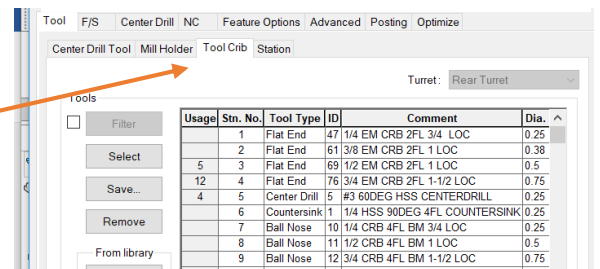 Tool F/S Center Drill NC Feature Options Advanced Posting Optimize
Center Drill Tool Mill Holder Tool Crib Station
Turret: Rear Turret
Tools
Filter
Select
Save...
Remove
From library
Usage Stn. No. Tool Type ID Comment Dia.
1 Flat End 47 1/4 EM CRB 2FL 3/4 LOC 0.25
2 Flat End 61 3/8 EM CRB 2FL 1 LOC 0.38
5 3 Flat End 69 1/2 EM CRB 2FL 1 LOC 0.5
12 4 Flat End 76 3/4 EM CRB 2FL 1-1/2 LOC 0.75
4 5 Center Drill 5 #3 60DEG HSS CENTERDRILL 0.25
6 Countersink 1 1/4 HSS 90DEG 4FL COUNTERSINK 0.25
7 Ball Nose 10 1/4 CRB 4FL BM 3/4 LOC 0.25
8 Ball Nose 11 1/2 CRB 4FL BM 1 LOC 0.5
9 Ball Nose 12 3/4 CRB 4FL BM 1-1/2 LOC 0.75